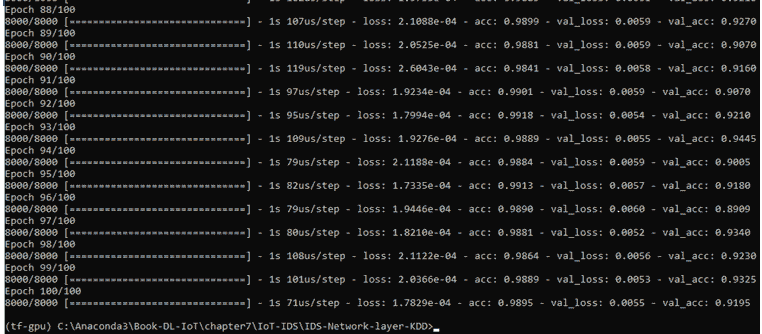 Epoch 88/100
8000/8000 [==============================] - 1s 107us/step - loss: 2.1088e-04 - acc: 0.9899 - val_loss: 0.0059 - val_acc: 0.9270
Epoch 89/100
8000/8000 [==============================] - 1s 110us/step - loss: 2.0525e-04 - acc: 0.9881 - val_loss: 0.0059 - val_acc: 0.9070
Epoch 90/100
8000/8000 [==============================] - 1s 119us/step - loss: 2.6043e-04 - acc: 0.9841 - val_loss: 0.0058 - val_acc: 0.9160
Epoch 91/100
8000/8000 [==============================] - 1s 97us/step - loss: 1.9234e-04 - acc: 0.9901 - val_loss: 0.0059 - val_acc: 0.9070
Epoch 92/100
8000/8000 [==============================] - 1s 95us/step - loss: 1.7994e-04 - acc: 0.9918 - val_loss: 0.0054 - val_acc: 0.9210
Epoch 93/100
8000/8000 [==============================] - 1s 109us/step - loss: 1.9276e-04 - acc: 0.9889 - val_loss: 0.0055 - val_acc: 0.9445
Epoch 94/100
8000/8000 [==============================] - 1s 79us/step - loss: 2.1188e-04 - acc: 0.9884 - val_loss: 0.0059 - val_acc: 0.9005
Epoch 95/100
8000/8000 [==============================] - 1s 82us/step - loss: 1.7335e-04 - acc: 0.9913 - val_loss: 0.0057 - val_acc: 0.9180
Epoch 96/100
8000/8000 [==============================] - 1s 79us/step - loss: 1.9446e-04 - acc: 0.9890 - val_loss: 0.0060 - val_acc: 0.8909
Epoch 97/100
8000/8000 [==============================] - 1s 80us/step - loss: 1.8210e-04 - acc: 0.9881 - val_loss: 0.0052 - val_acc: 0.9340
Epoch 98/100
8000/8000 [==============================] - 1s 108us/step - loss: 2.1122e-04 - acc: 0.9864 - val_loss: 0.0056 - val_acc: 0.9230
Epoch 99/100
8000/8000 [==============================] - 1s 101us/step - loss: 2.0366e-04 - acc: 0.9889 - val_loss: 0.0053 - val_acc: 0.9325
Epoch 100/100
8000/8000 [==============================] - 1s 71us/step - loss: 1.7829e-04 - acc: 0.9895 - val_loss: 0.0055 - val_acc: 0.9195
(tf-gpu) C:\Anaconda3\Book-DL-IoT\chapter7\IoT-IDS\IDS-Network-layer-KDD>